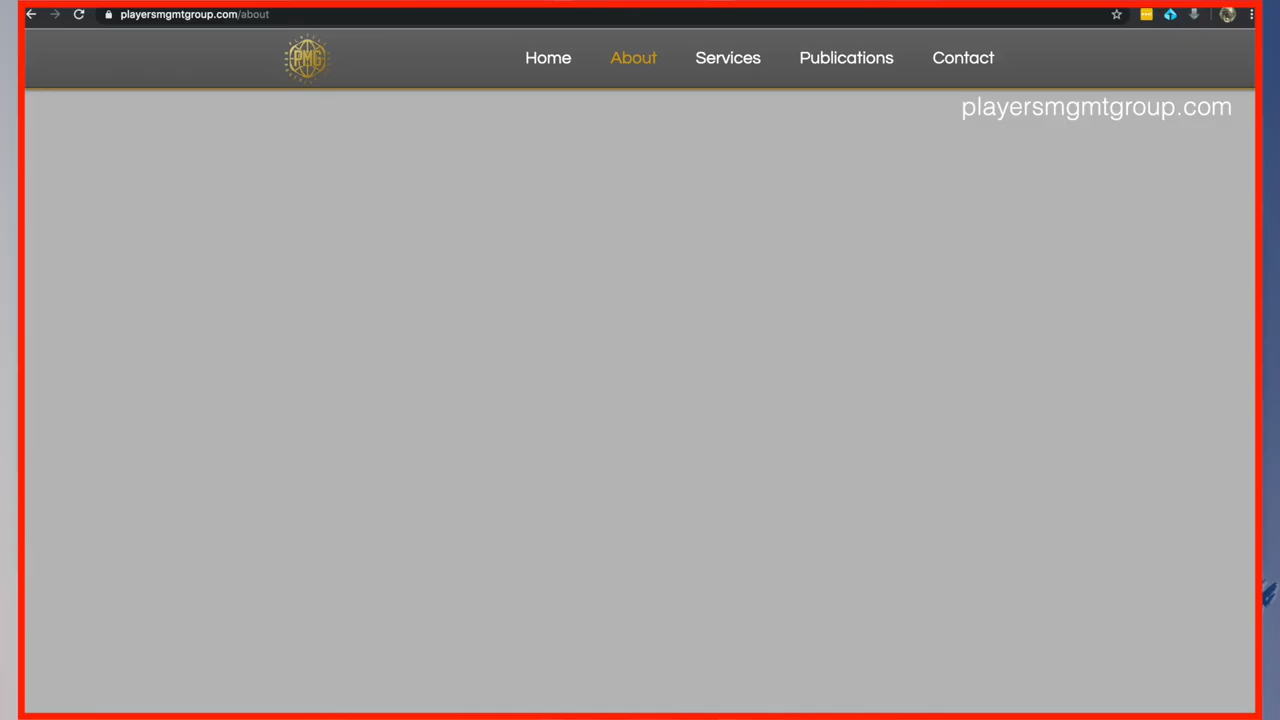 playersmgmtgroup.com/about
PMG
Home About Services Publications Contact
playersmgmtgroup.com